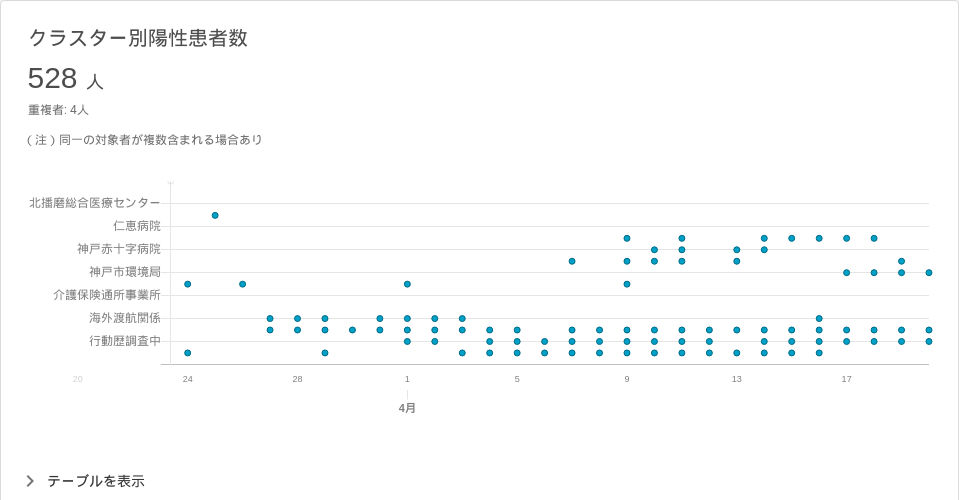 クラスター別陽性患者数
528 人
重複者: 4人
( 注 ) 同一の対象者が複数含まれる場合あり
北播磨総合医療センター
仁恵病院
神戸赤十字病院
神戸市環境局
介護保険通所事業所
海外渡航関係
行動歴調査中
20 24 28 1 5 9 13 17
4月
テーブルを表示